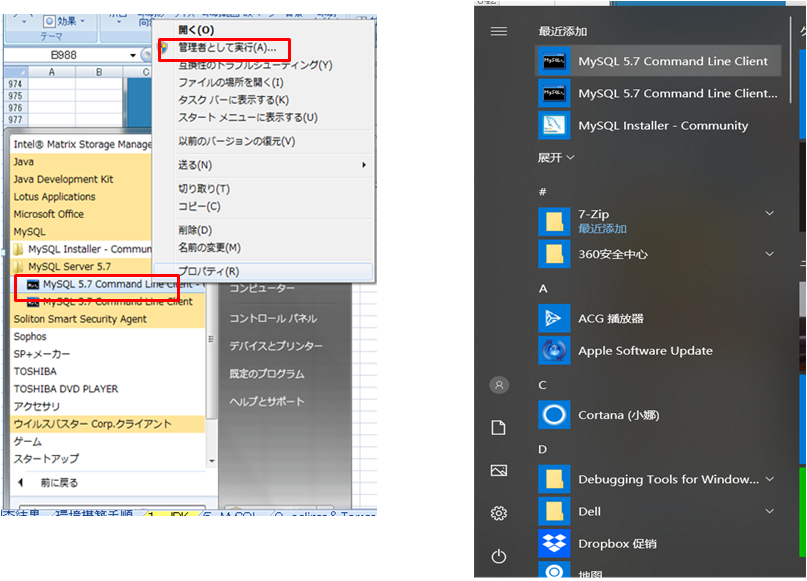 効果
テーマ
B988
A
B
C
974
975
976
977
開く(O)
管理者として実行(A)...
互換性のトラブルシューティング(Y)
ファイルの場所を開く(I)
タスク バーに表示する(K)
スタート メニューに表示する(U)
以前のバージョンの復元(V)
送る(N)
切り取り(T)
コピー(C)
削除(D)
名前の変更(M)
プロパティ(R)
Intel® Matrix Storage Manage
Java
Java Development Kit
Lotus Applications
Microsoft Office
MySQL
MySQL Installer - Commun
MySQL Server 5.7
MySQL 5.7 Command Line Client -
MySQL 5.7 Command Line Client
Soliton Smart Security Agent
Sophos
SP+メーカー
TOSHIBA
TOSHIBA DVD PLAYER
アクセサリ
ウイルスバスター Corp.クライアント
ゲーム
スタートアップ
前に戻る
コンピューター
コントロール パネル
デバイスとプリンター
既定のプログラム
ヘルプとサポート
最近添加
MySQL 5.7 Command Line Client
MySQL 5.7 Command Line Client...
MySQL Installer - Community
展开
#
7-Zip
最近添加
360安全中心
A
ACG 播放器
Apple Software Update
C
Cortana (小娜)
D
Debugging Tools for Window...
Dell
Dropbox 促销
地图